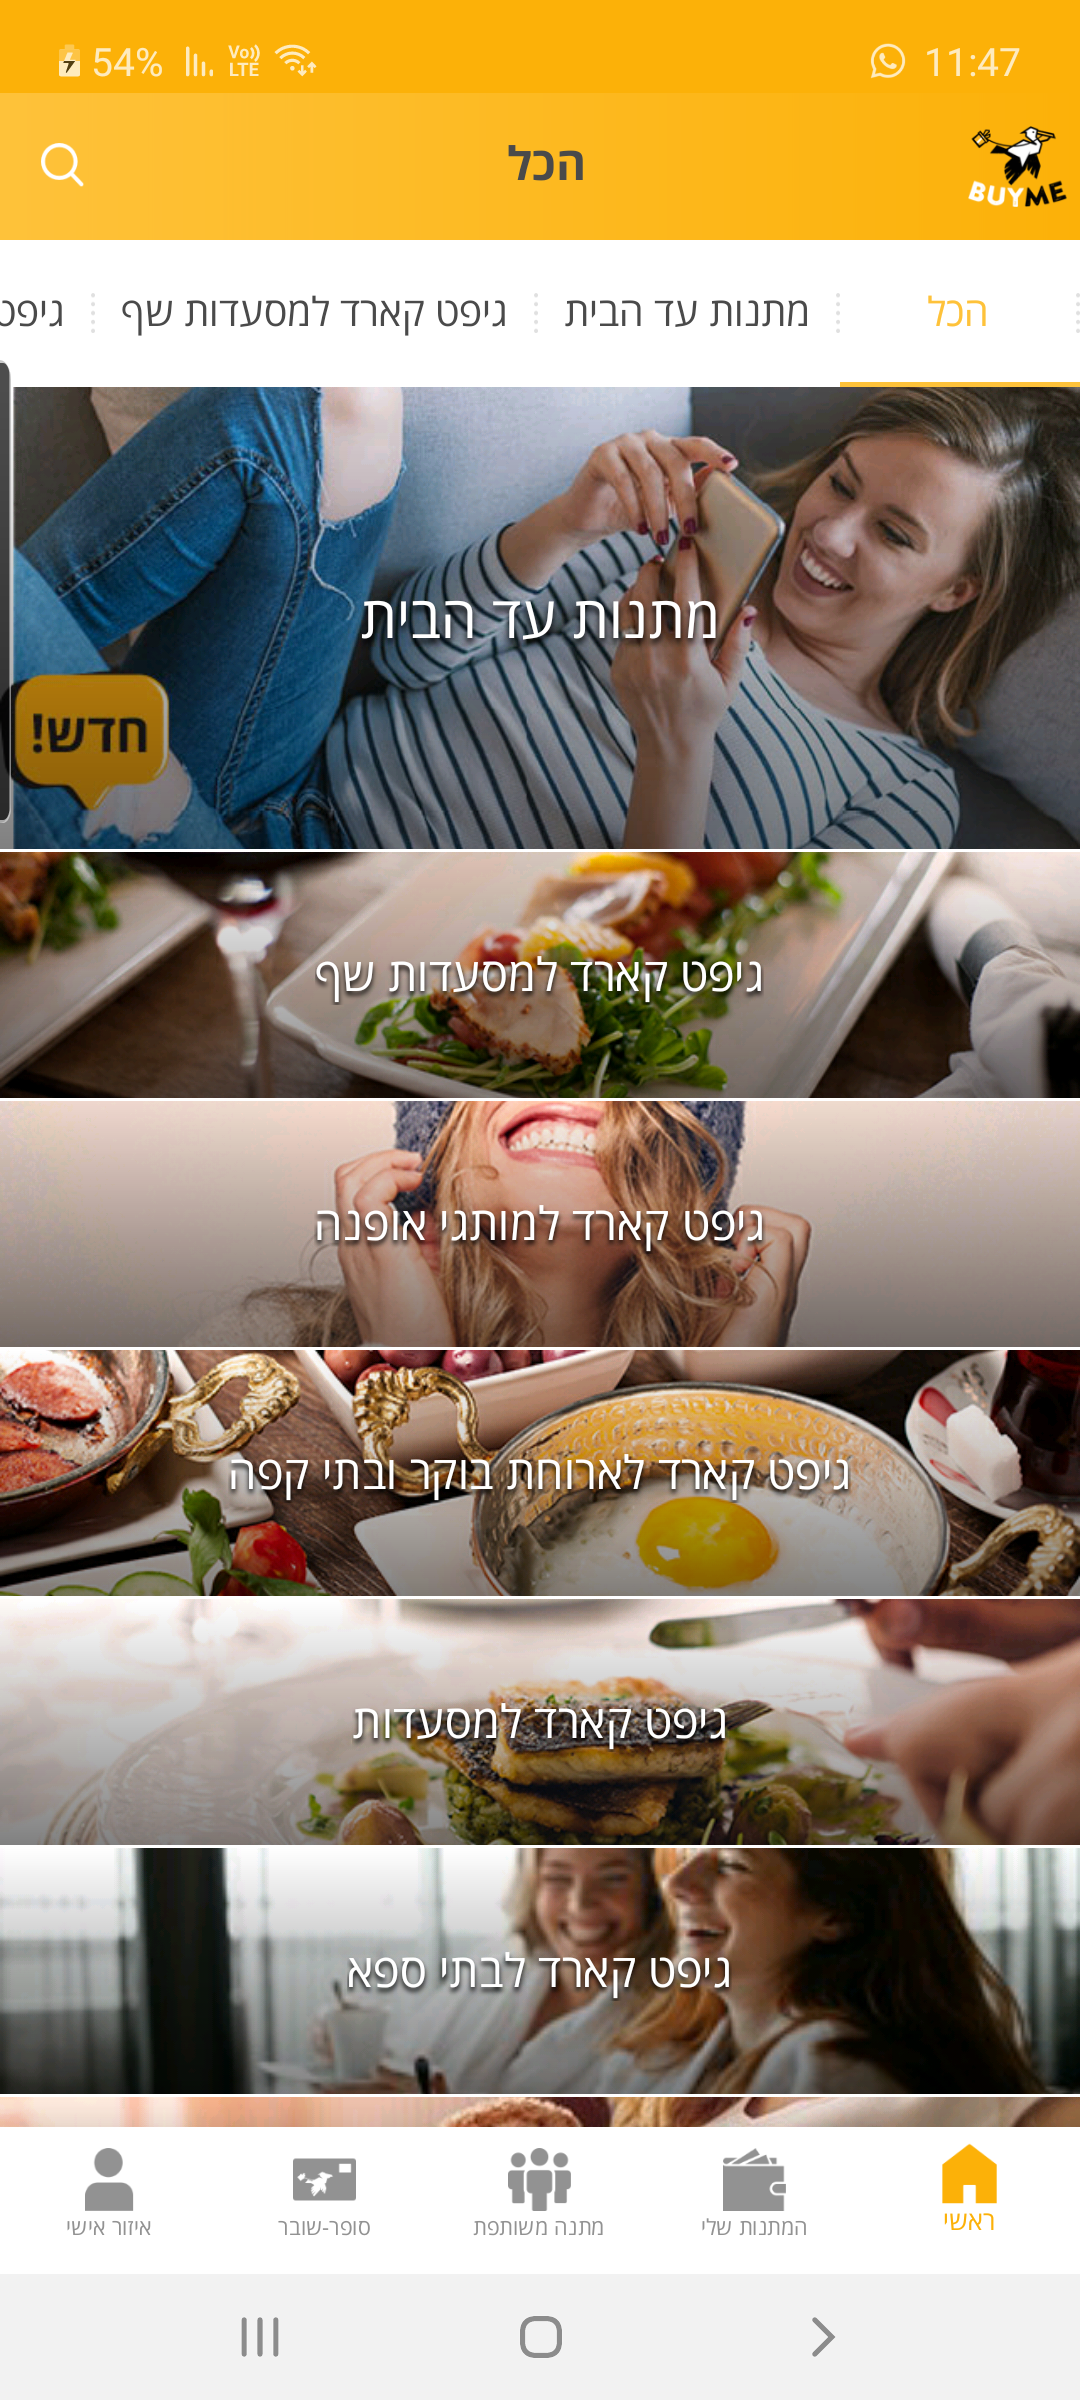 54% Vo)) LTE 11:47
הכל
BUYME
הכל
מתנות עד הבית
גיפט קארד למסעדות שף
גיפט
מתנות עד הבית
חדש!
גיפט קארד למסעדות שף
גיפט קארד למותגי אופנה
גיפט קארד לארוחת בוקר ובתי קפה
גיפט קארד למסעדות
גיפט קארד לבתי ספא
ראשי
המתנות שלי
מתנה משותפת
סופר-שובר
איזור אישי